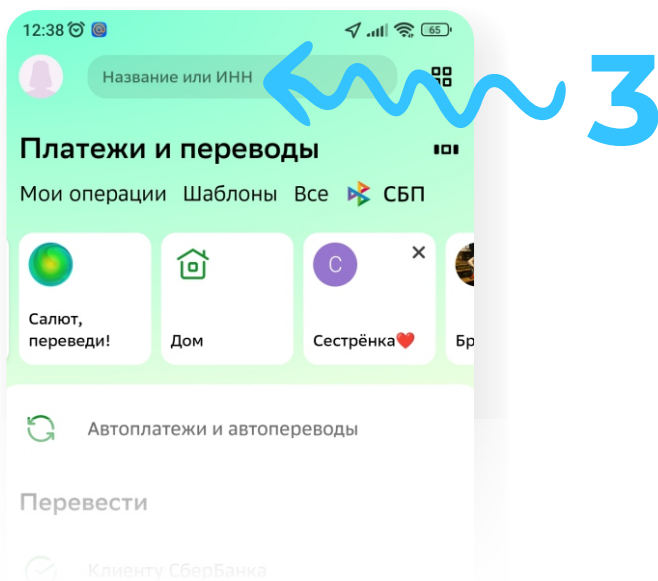 12:38
65
Название или ИНН
3
Платежи и переводы
Мои операции Шаблоны Все СБП
С
Салют,
переведи!
Дом
Сестрёнка❤️
Бр
Автоплатежи и автопереводы
Перевести
Клиенту СберБанка